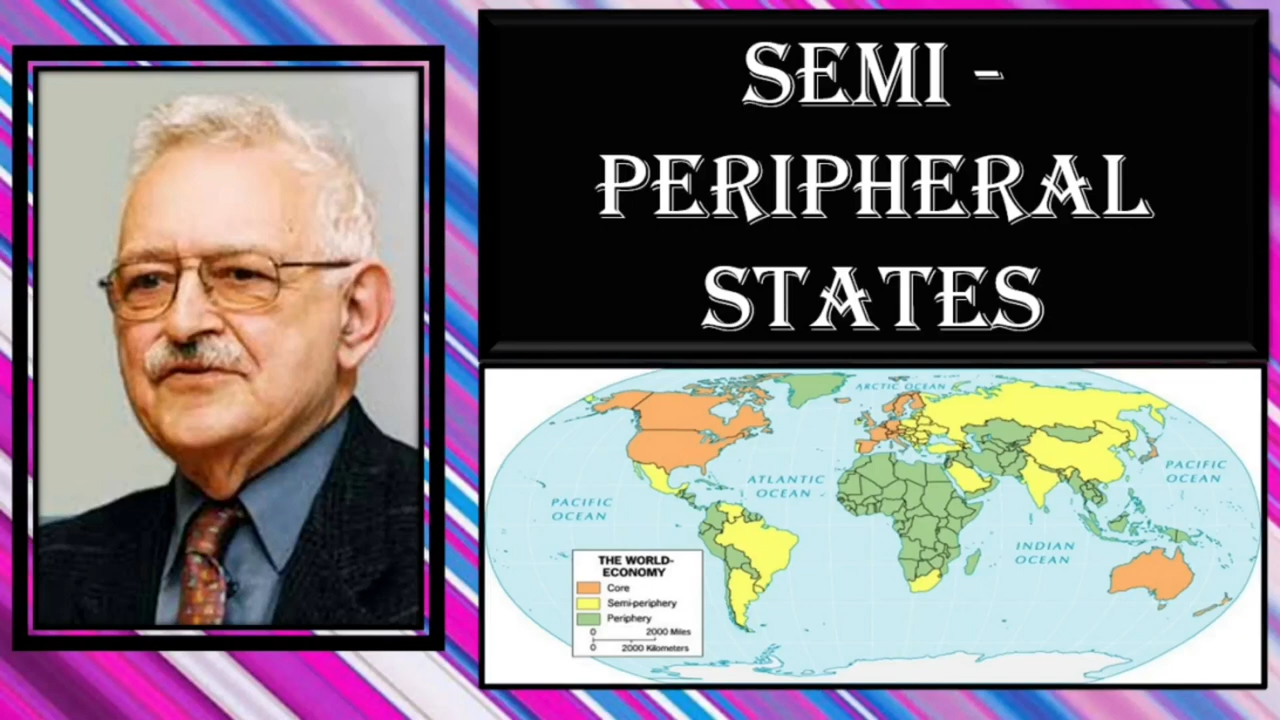 SEMI -
PERIPHERAL
STATES
ARCTIC OCEAN
ATLANTIC
OCEAN
PACIFIC
OCEAN
PACIFIC
OCEAN
INDIAN
OCEAN
THE WORLD-
ECONOMY
Core
Semi-periphery
Periphery
0 2000 Miles
0 2000 Kilometers